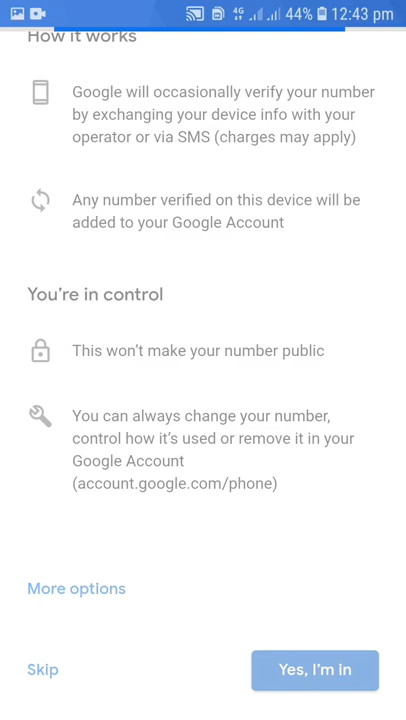 4G 44% 12:43 pm
How it works
Google will occasionally verify your number
by exchanging your device info with your
operator or via SMS (charges may apply)
Any number verified on this device will be
added to your Google Account
You're in control
This won't make your number public
You can always change your number,
control how it's used or remove it in your
Google Account
(account.google.com/phone)
More options
Skip
Yes, I'm in